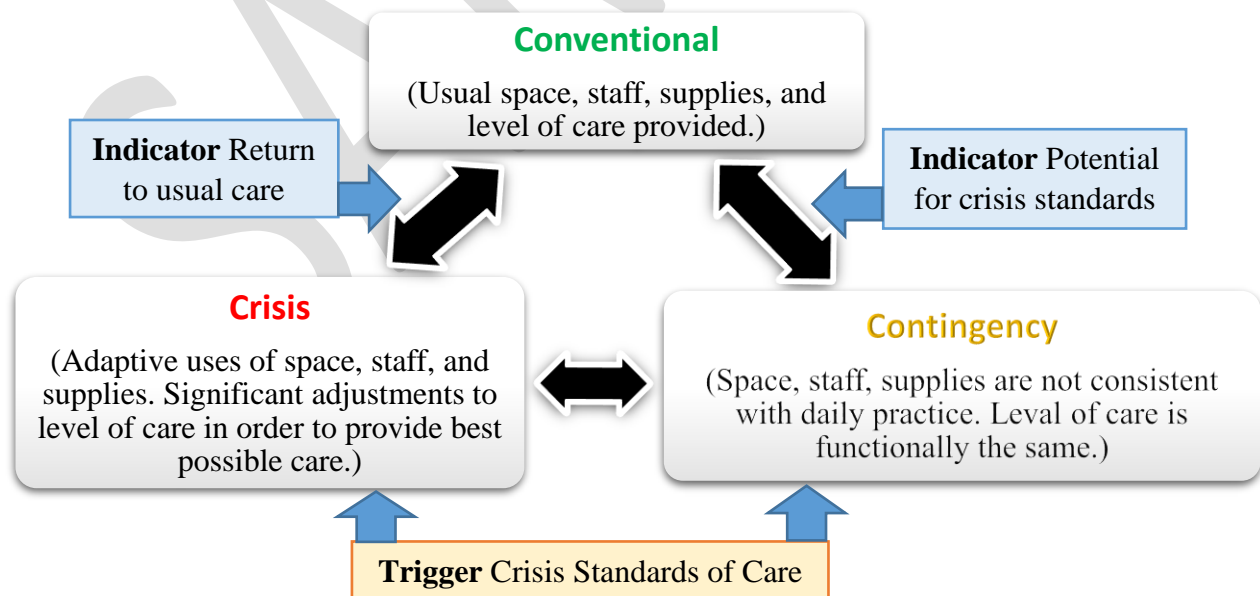 Conventional
(Usual space, staff, supplies, and
level of care provided.)
Indicator Return
to usual care
Indicator Potential
for crisis standards
Crisis
(Adaptive uses of space, staff, and
supplies. Significant adjustments to
level of care in order to provide best
possible care.)
Contingency
(Space, staff, supplies are not consistent
with daily practice. Leval of care is
functionally the same.)
Trigger Crisis Standards of Care